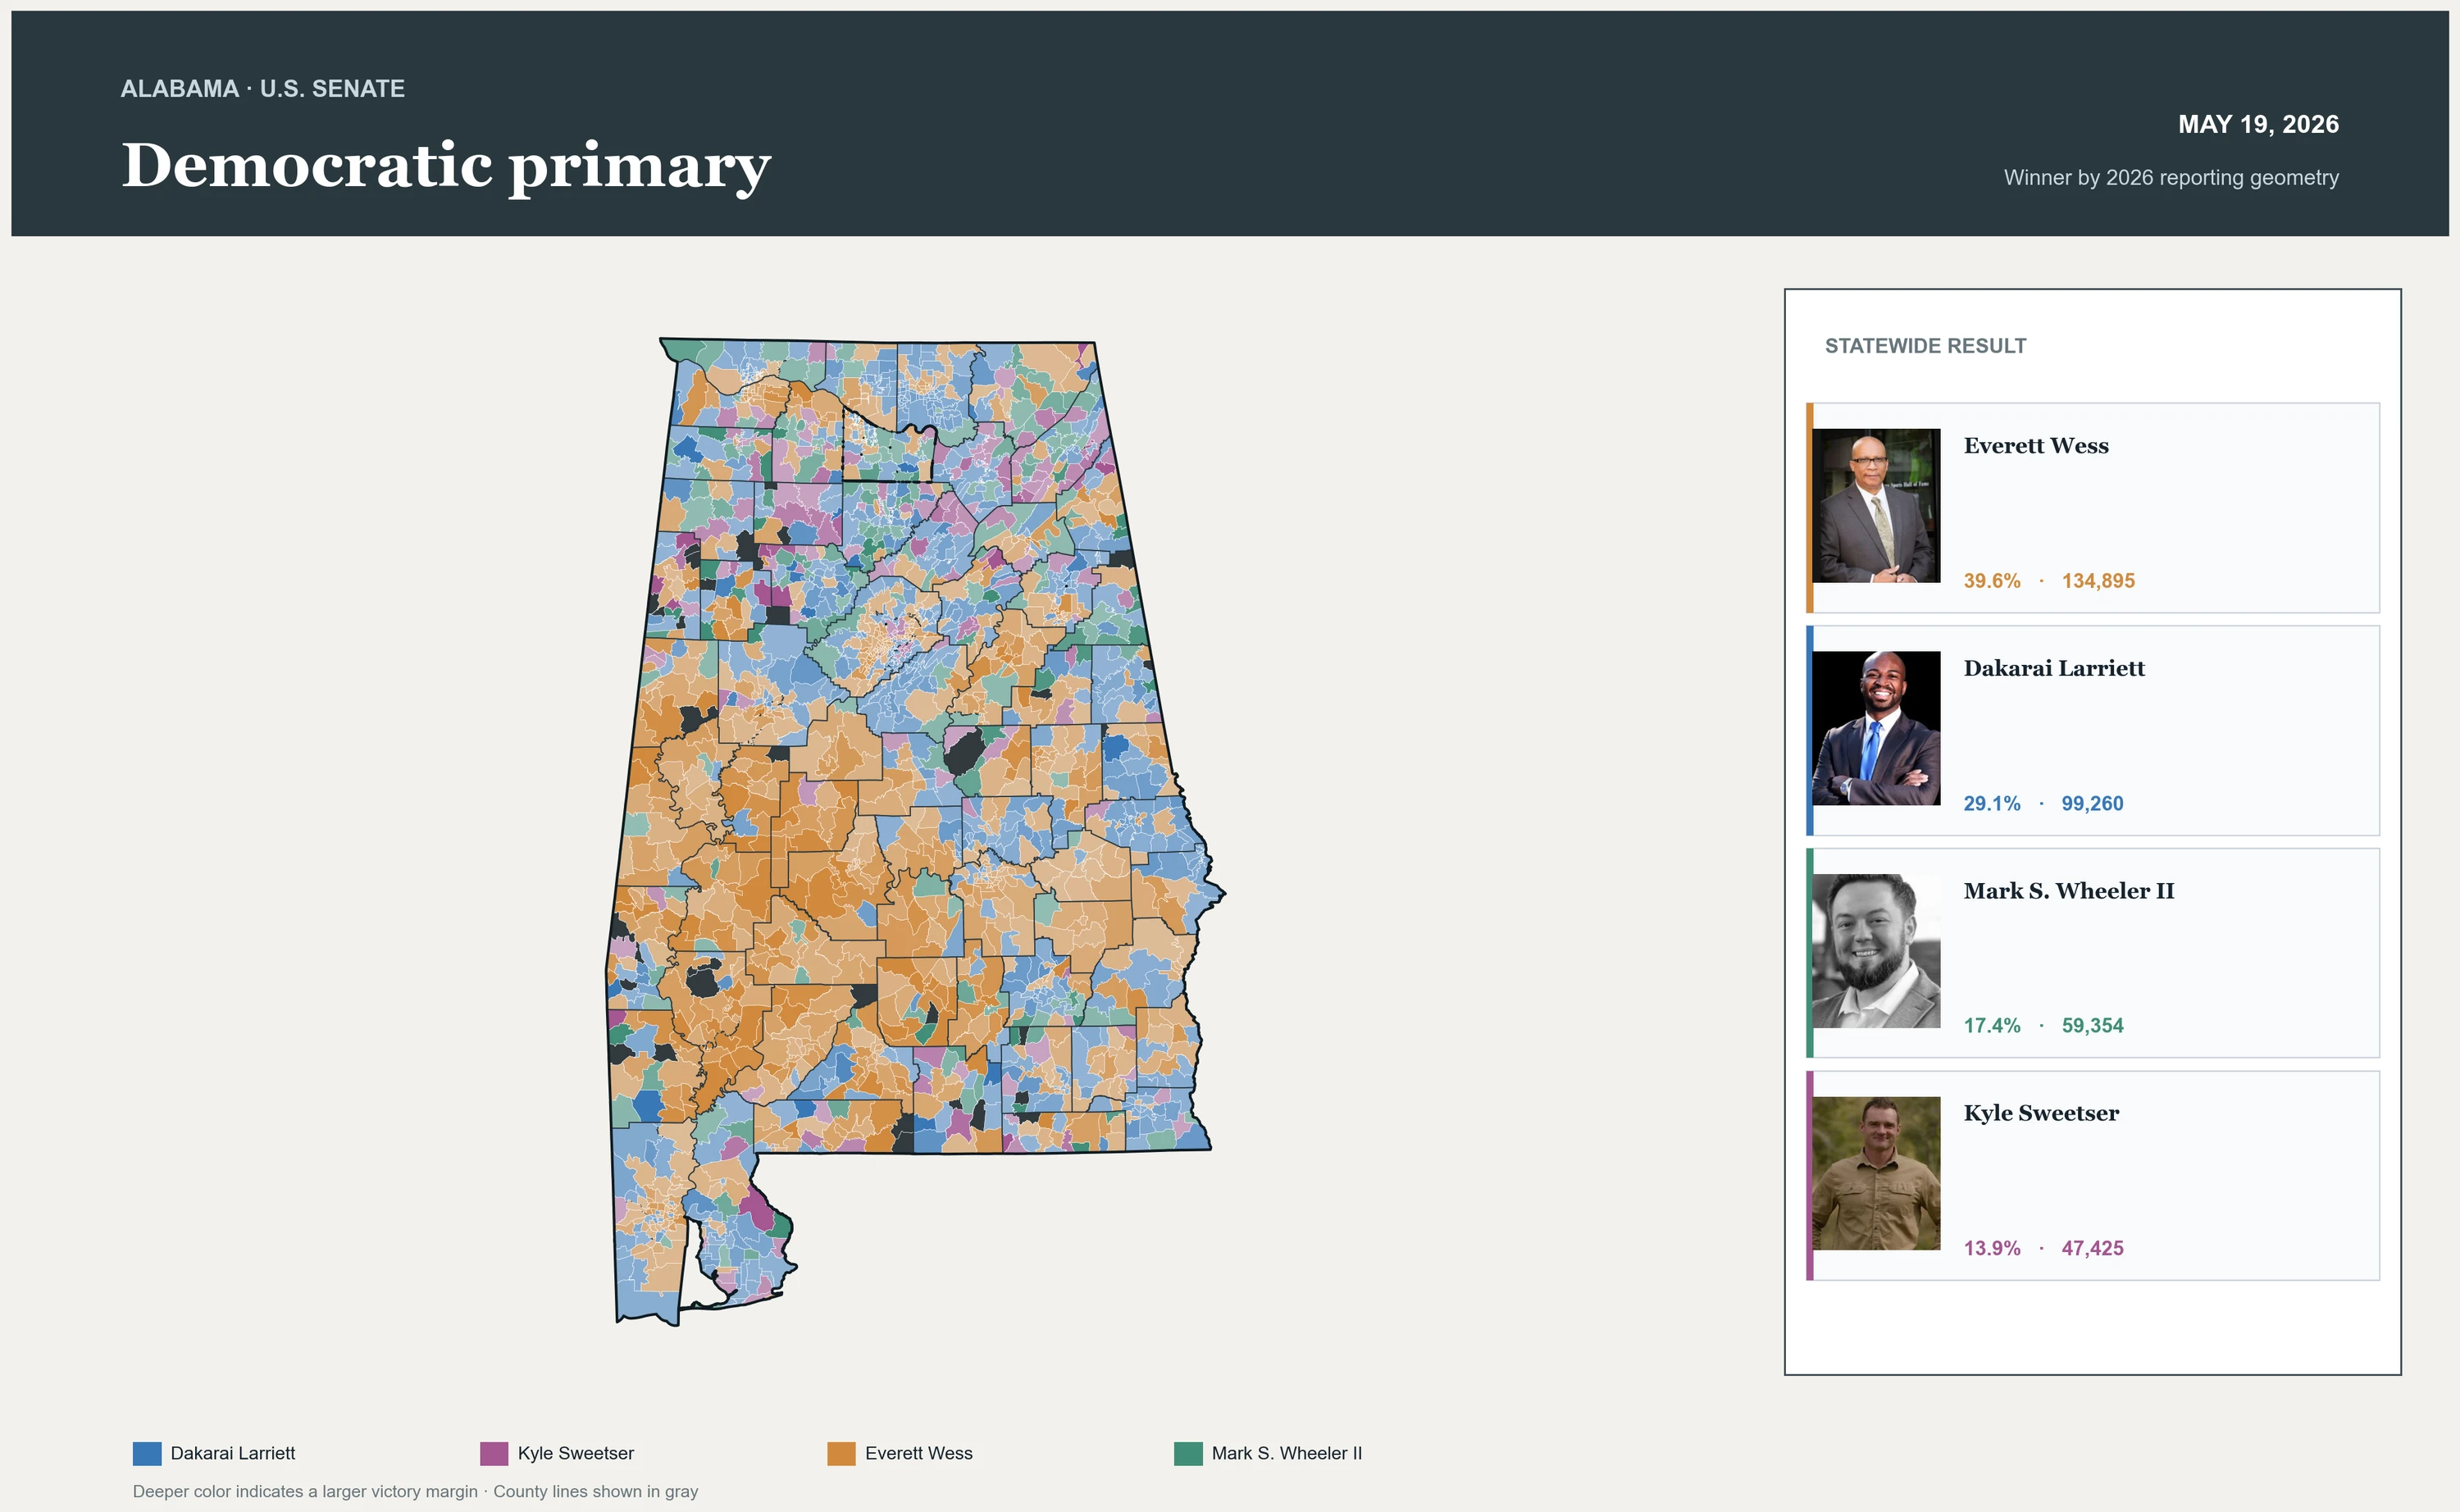 ALABAMA · U.S. SENATE
Democratic primary
MAY 19, 2026
Winner by 2026 reporting geometry
STATEWIDE RESULT
Everett Wess
39.6% · 134,895
Dakarai Larriett
29.1% · 99,260
Mark S. Wheeler II
17.4% · 59,354
Kyle Sweetser
13.9% · 47,425
Dakarai Larriett
Kyle Sweetser
Everett Wess
Mark S. Wheeler II
Deeper color indicates a larger victory margin · County lines shown in gray